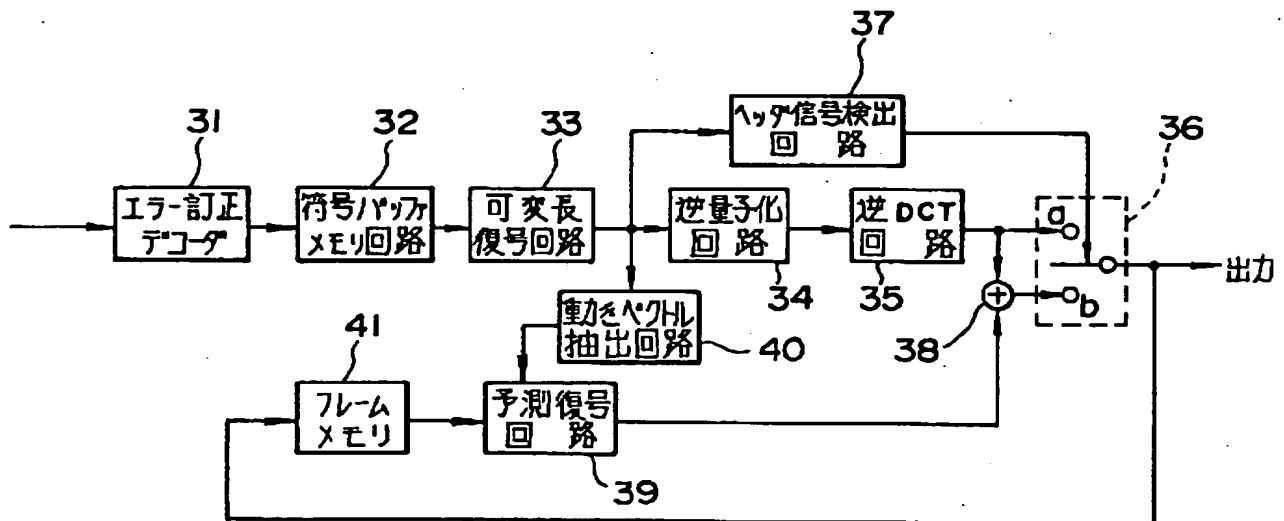 37
ヘッダ信号検出
回 路
31
32
33
36
エラー訂正
デコーダ
符号バッファ
メモリ回路
可変長
復号回路
逆量子化
回 路
逆DCT
回 路
a
b
出力
34
35
38
動きベクトル
抽出回路
40
41
フレーム
メモリ
予測復号
回 路
39